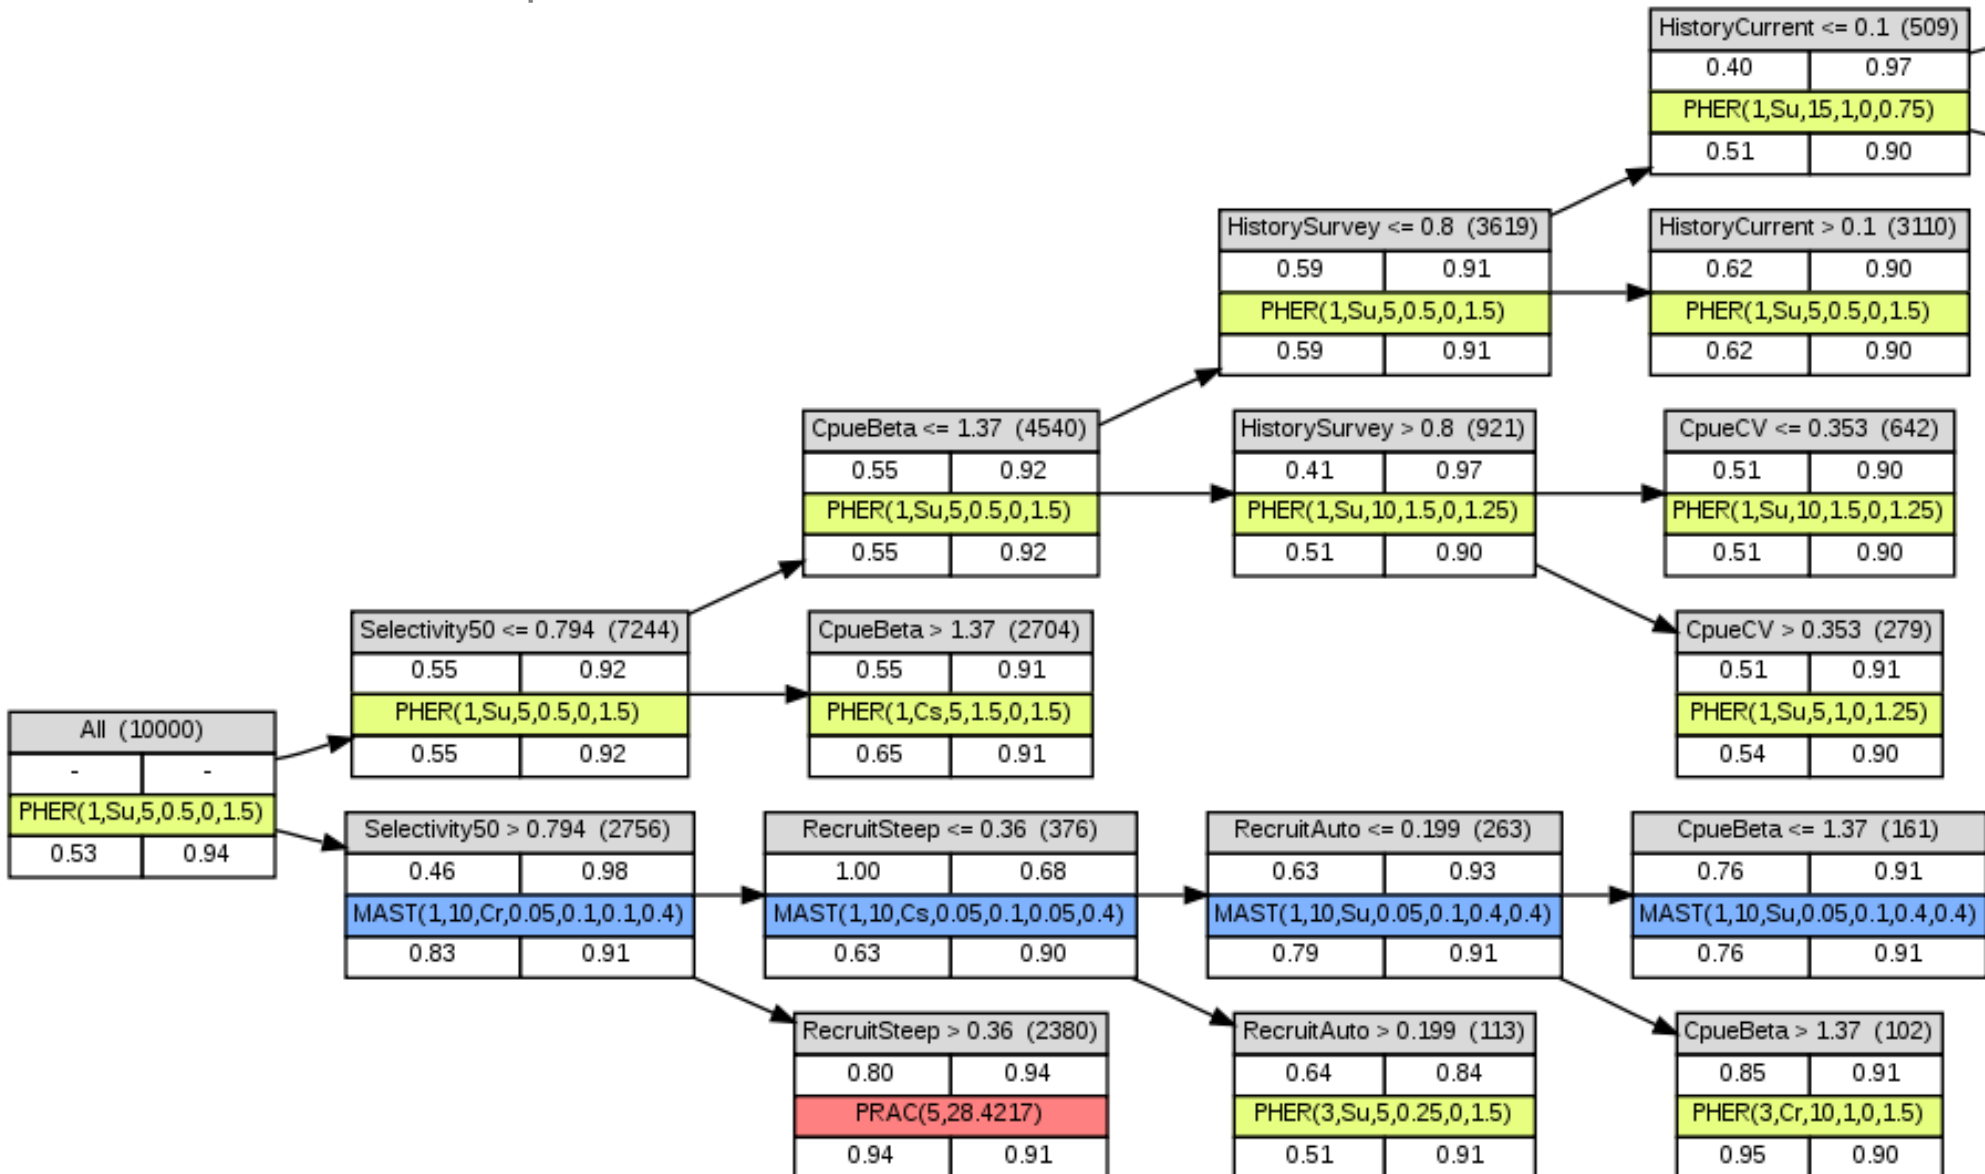 HistoryCurrent <= 0.1 (509)
0.40 0.97
PHER(1,Su,15,1,0,0.75)
0.51 0.90
HistorySurvey <= 0.8 (3619)
0.59 0.91
PHER(1,Su,5,0.5,0,1.5)
0.59 0.91
HistoryCurrent > 0.1 (3110)
0.62 0.90
PHER(1,Su,5,0.5,0,1.5)
0.62 0.90
CpueBeta <= 1.37 (4540)
0.55 0.92
PHER(1,Su,5,0.5,0,1.5)
0.55 0.92
HistorySurvey > 0.8 (921)
0.41 0.97
PHER(1,Su,10,1.5,0,1.25)
0.51 0.90
CpueCV <= 0.353 (642)
0.51 0.90
PHER(1,Su,10,1.5,0,1.25)
0.51 0.90
Selectivity50 <= 0.794 (7244)
0.55 0.92
PHER(1,Su,5,0.5,0,1.5)
0.55 0.92
CpueBeta > 1.37 (2704)
0.55 0.91
PHER(1,Cs,5,1.5,0,1.5)
0.65 0.91
CpueCV > 0.353 (279)
0.51 0.91
PHER(1,Su,5,1,0,1.25)
0.54 0.90
All (10000)
- -
PHER(1,Su,5,0.5,0,1.5)
0.53 0.94
Selectivity50 > 0.794 (2756)
0.46 0.98
MAST(1,10,Cr,0.05,0.1,0.1,0.4)
0.83 0.91
RecruitSteep <= 0.36 (376)
1.00 0.68
MAST(1,10,Cs,0.05,0.1,0.05,0.4)
0.63 0.90
RecruitAuto <= 0.199 (263)
0.63 0.93
MAST(1,10,Su,0.05,0.1,0.4,0.4)
0.79 0.91
CpueBeta <= 1.37 (161)
0.76 0.91
MAST(1,10,Su,0.05,0.1,0.4,0.4)
0.76 0.91
RecruitSteep > 0.36 (2380)
0.80 0.94
PRAC(5,28.4217)
0.94 0.91
RecruitAuto > 0.199 (113)
0.64 0.84
PHER(3,Su,5,0.25,0,1.5)
0.51 0.91
CpueBeta > 1.37 (102)
0.85 0.91
PHER(3,Cr,10,1,0,1.5)
0.95 0.90